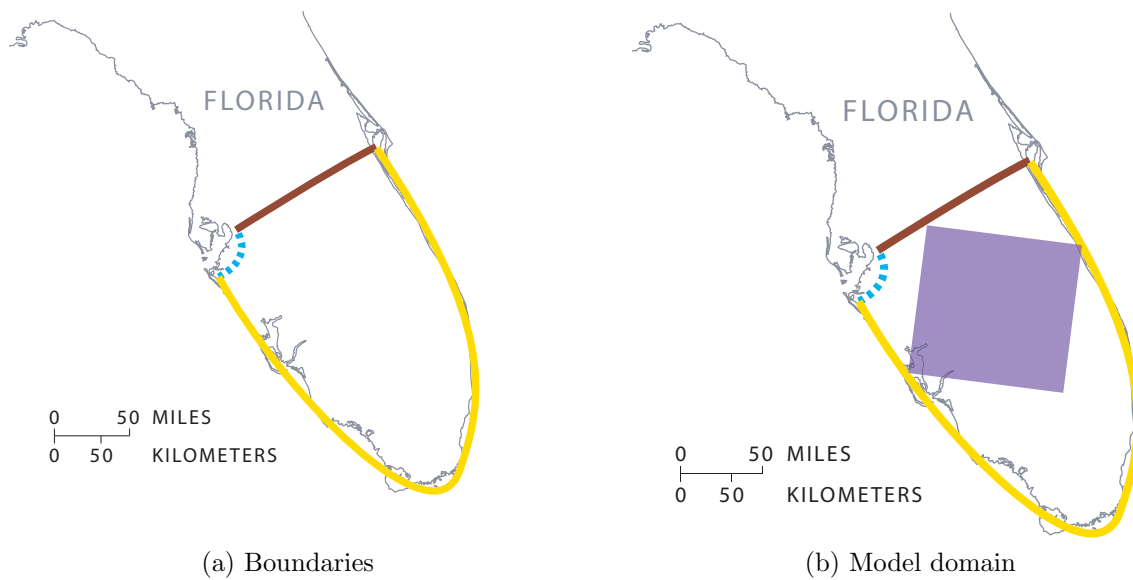 FLORIDA
0 50 MILES
0 50 KILOMETERS
(a) Boundaries
FLORIDA
0 50 MILES
0 50 KILOMETERS
(b) Model domain